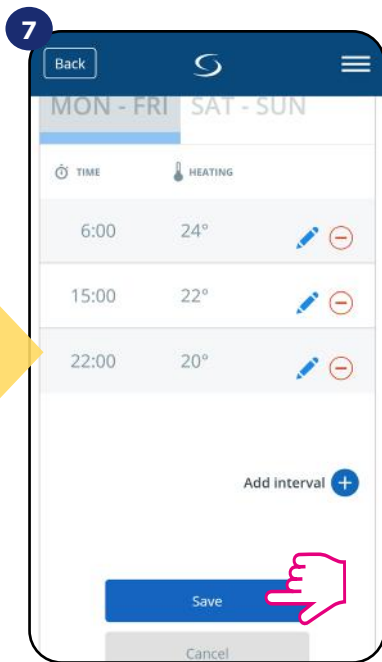 7
Back
MON - FRI SAT - SUN
TIME HEATING
6:00 24°
15:00 22°
22:00 20°
Add interval
Save
Cancel